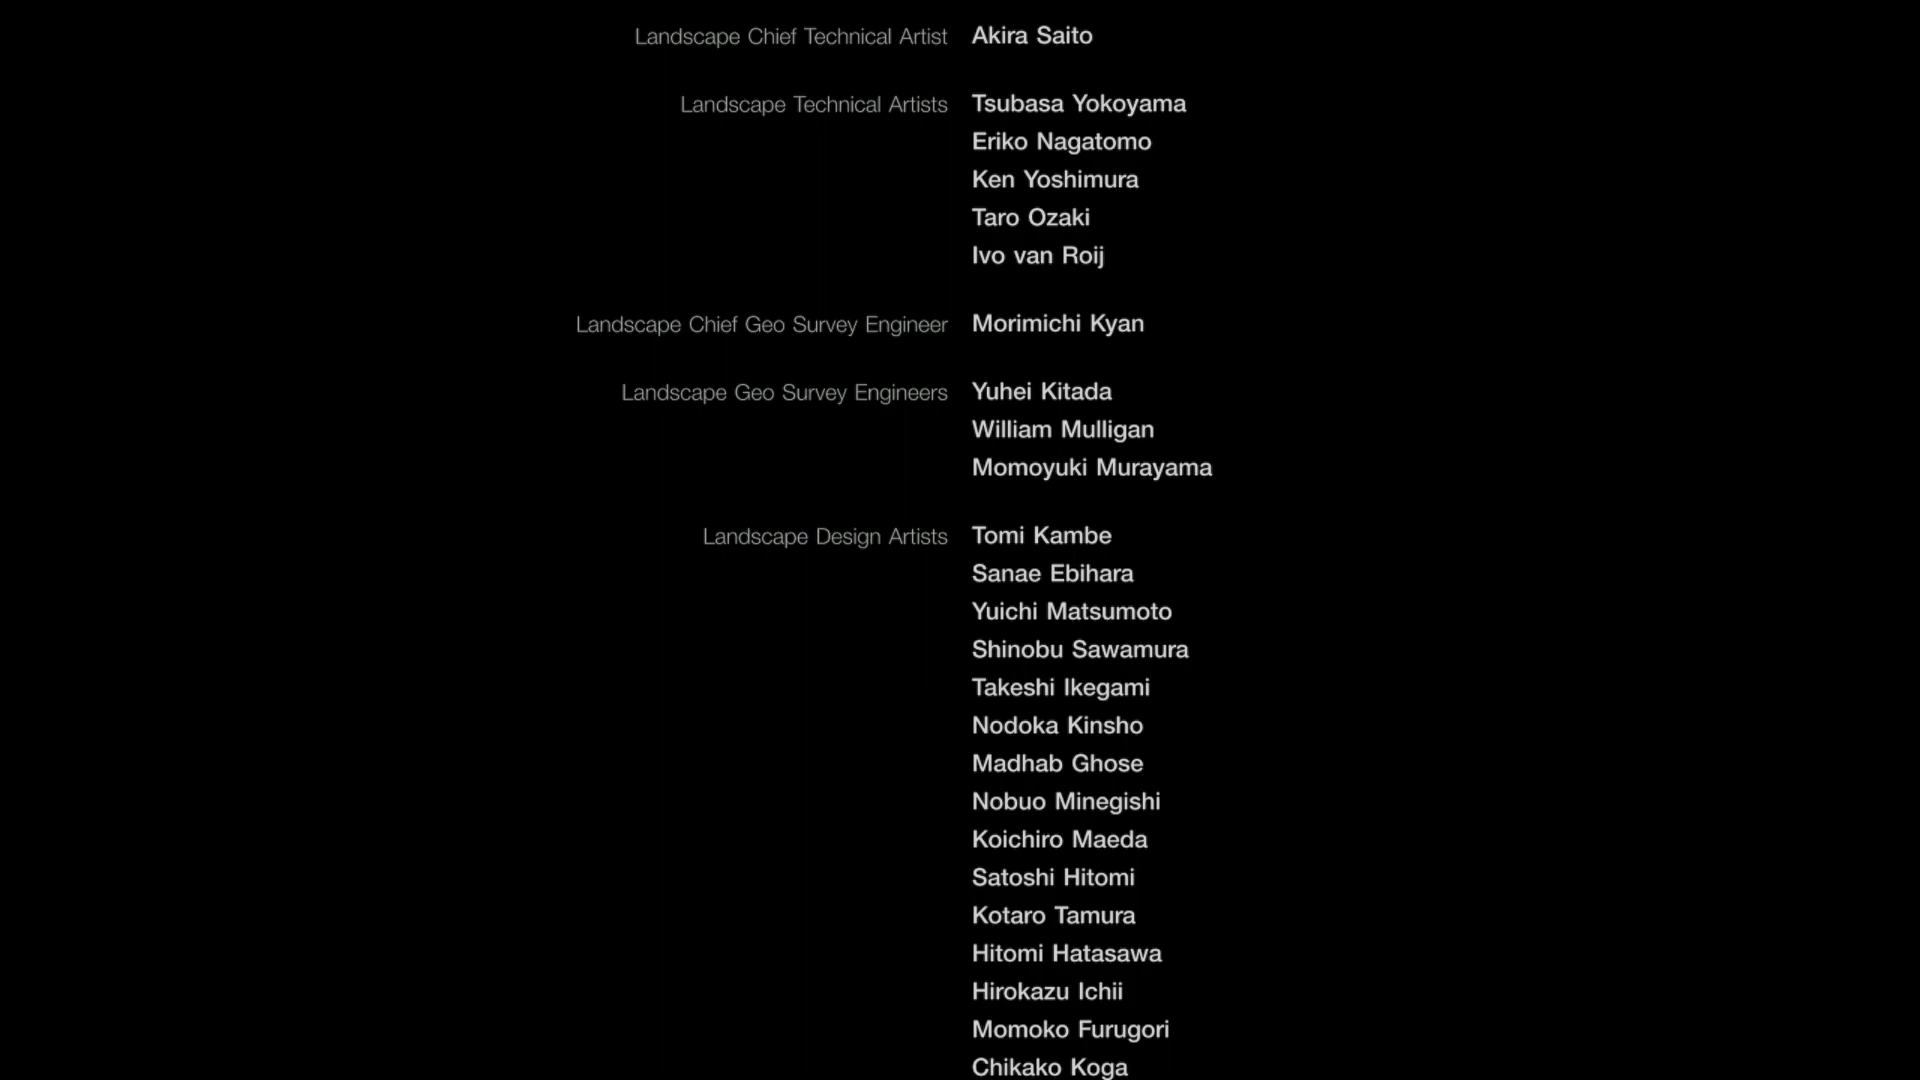 Landscape Chief Technical Artist Akira Saito
Landscape Technical Artists Tsubasa Yokoyama
Eriko Nagatomo
Ken Yoshimura
Taro Ozaki
Ivo van Roij
Landscape Chief Geo Survey Engineer Morimichi Kyan
Landscape Geo Survey Engineers Yuhei Kitada
William Mulligan
Momoyuki Murayama
Landscape Design Artists Tomi Kambe
Sanae Ebihara
Yuichi Matsumoto
Shinobu Sawamura
Takeshi Ikegami
Nodoka Kinsho
Madhab Ghose
Nobuo Minegishi
Koichiro Maeda
Satoshi Hitomi
Kotaro Tamura
Hitomi Hatasawa
Hirokazu Ichii
Momoko Furugori
Chikako Koga